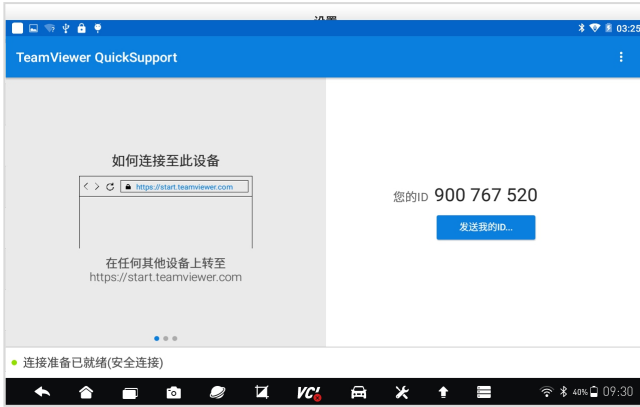 设置
03:25
TeamViewer QuickSupport
如何连接至此设备
https://start.teamviewer.com
在任何其他设备上转至
https://start.teamviewer.com
您的ID 900 767 520
发送我的ID...
连接准备已就绪(安全连接)
VCI
40% 09:30